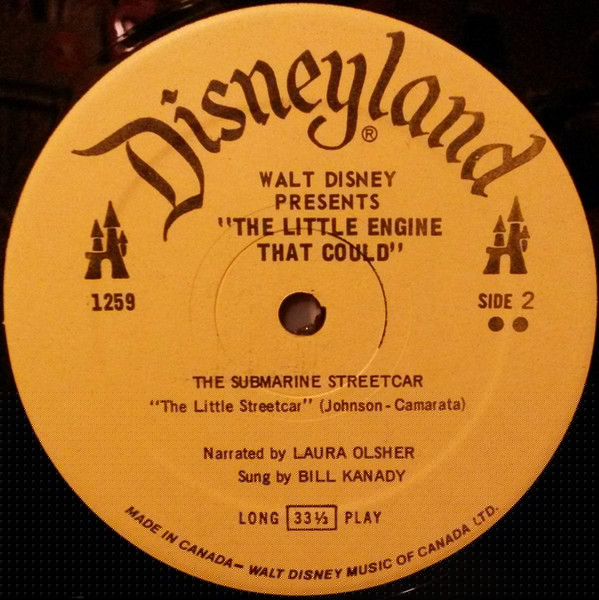 Disneyland®
WALT DISNEY
PRESENTS
"THE LITTLE ENGINE
THAT COULD"
1259
SIDE 2
THE SUBMARINE STREETCAR
"The Little Streetcar" (Johnson-Camarata)
Narrated by LAURA OLSHER
Sung by BILL KANADY
LONG 33⅓ PLAY
MADE IN CANADA— WALT DISNEY MUSIC OF CANADA LTD.